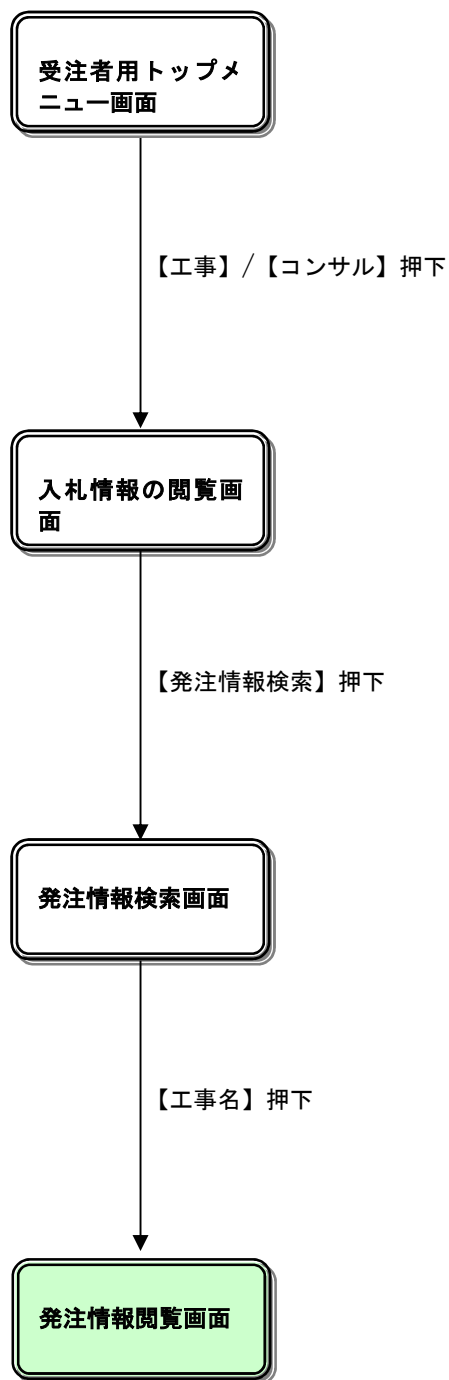 受注者用トップメ
ニュー画面
【工事】/【コンサル】押下
入札情報の閲覧画
面
【発注情報検索】押下
発注情報検索画面
【工事名】押下
発注情報閲覧画面